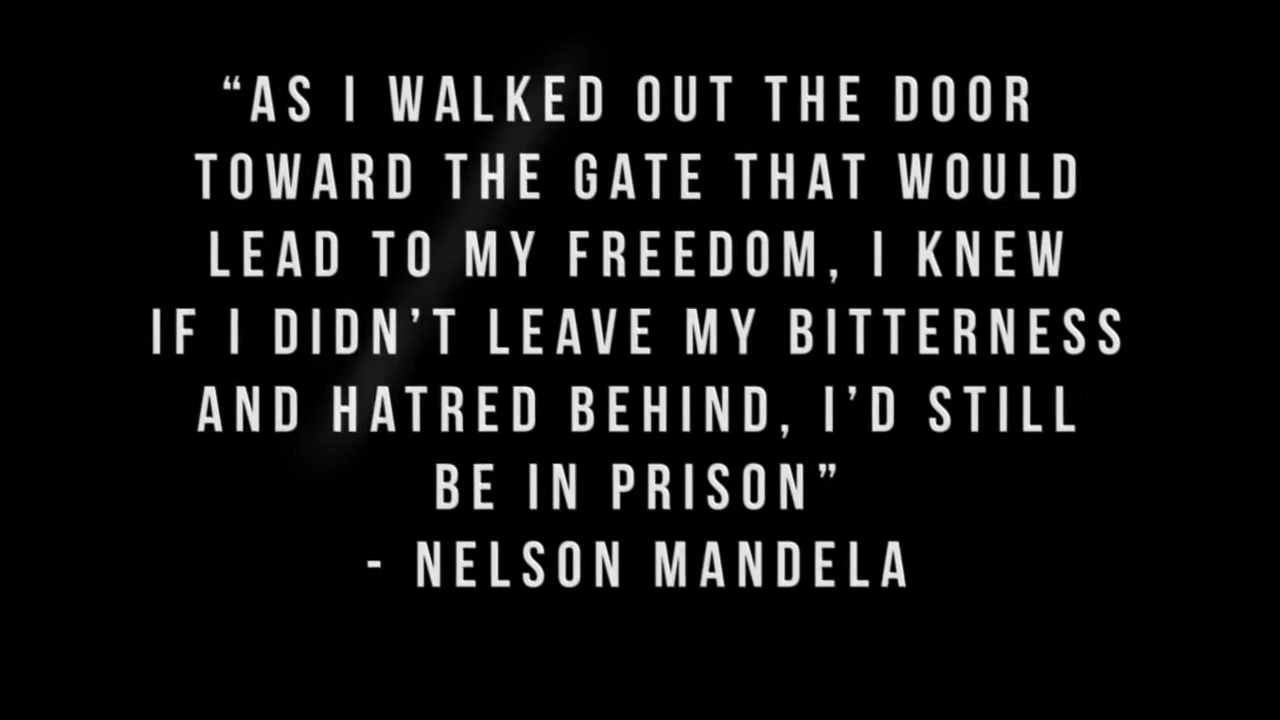 “AS I WALKED OUT THE DOOR
TOWARD THE GATE THAT WOULD
LEAD TO MY FREEDOM, I KNEW
IF I DIDN’T LEAVE MY BITTERNESS
AND HATRED BEHIND, I’D STILL
BE IN PRISON”
- NELSON MANDELA